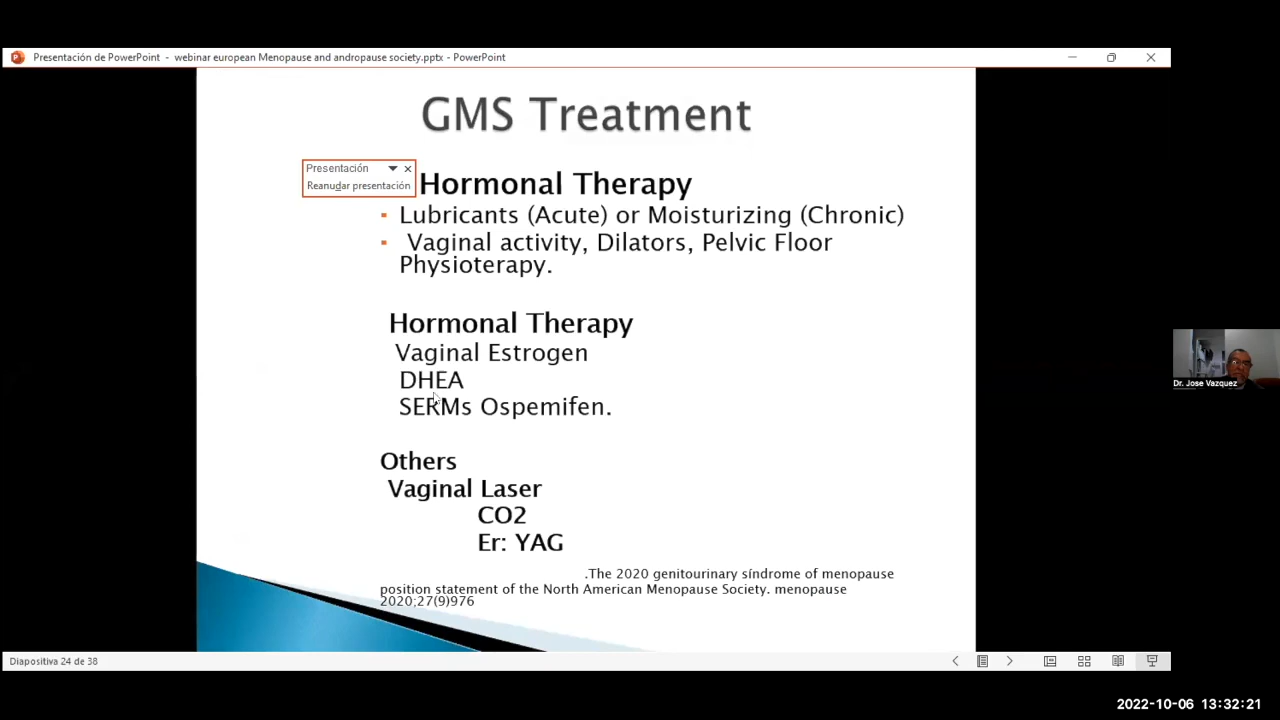 Presentación de PowerPoint - webinar european Menopause and andropause society.pptx - PowerPoint
GMS Treatment
Presentación
Reanudar presentación
Hormonal Therapy
Lubricants (Acute) or Moisturizing (Chronic)
Vaginal activity, Dilators, Pelvic Floor
Physioterapy.
Hormonal Therapy
Vaginal Estrogen
DHEA
SERMs Ospemifen.
Others
Vaginal Laser
CO2
Er: YAG
.The 2020 genitourinary síndrome of menopause
position statement of the North American Menopause Society. menopause
2020;27(9)976
Dr. Jose Vazquez
Diapositiva 24 de 38
2022-10-06 13:32:21